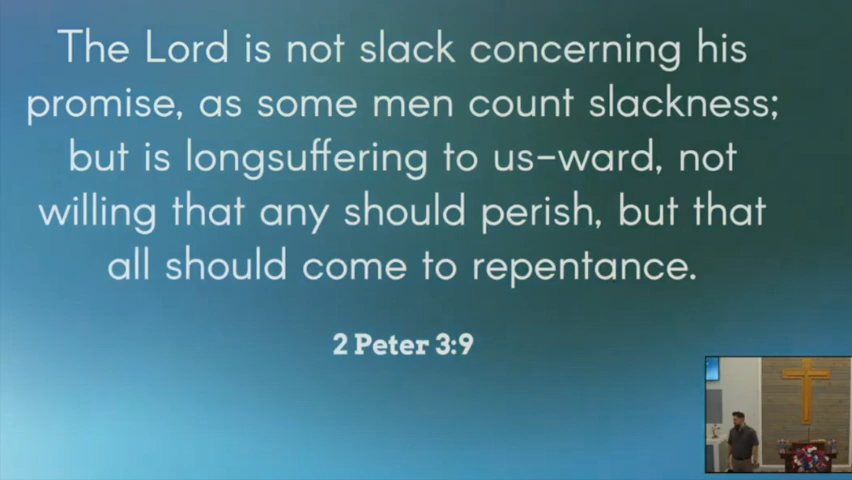 The Lord is not slack concerning his
promise, as some men count slackness;
but is longsuffering to us-ward, not
willing that any should perish, but that
all should come to repentance.
2 Peter 3:9